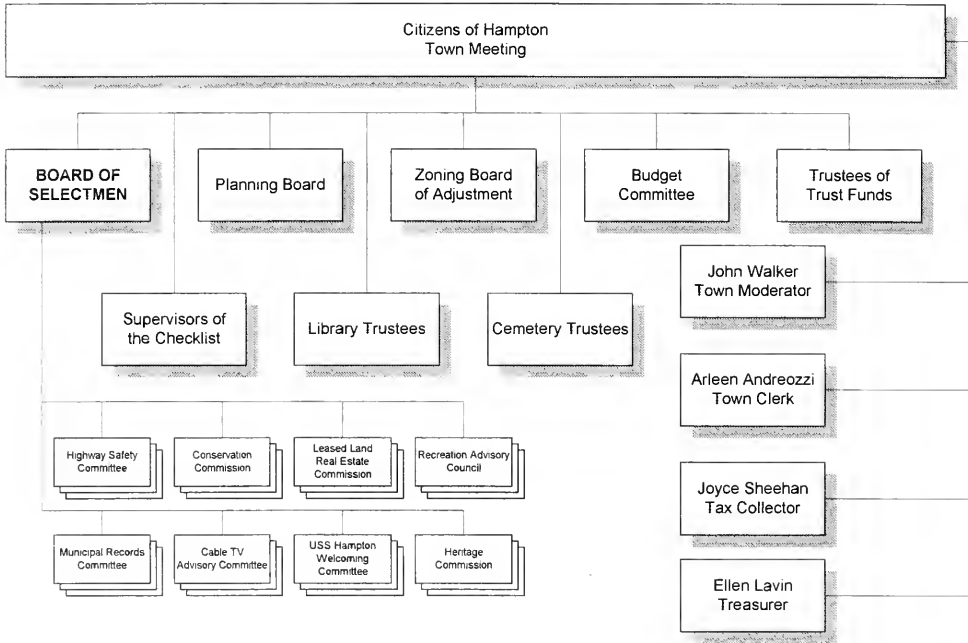 Citizens of Hampton
Town Meeting
BOARD OF
SELECTMEN
Planning Board
Zoning Board
of Adjustment
Budget
Committee
Trustees of
Trust Funds
Supervisors of
the Checklist
Library Trustees
Cemetery Trustees
John Walker
Town Moderator
Arleen Andreozzi
Town Clerk
Joyce Sheehan
Tax Collector
Ellen Lavin
Treasurer
Highway Safety
Committee
Conservation
Commission
Leased Land
Real Estate
Commission
Recreation Advisory
Council
Municipal Records
Committee
Cable TV
Advisory Committee
USS Hampton
Welcoming
Committee
Heritage
Commission